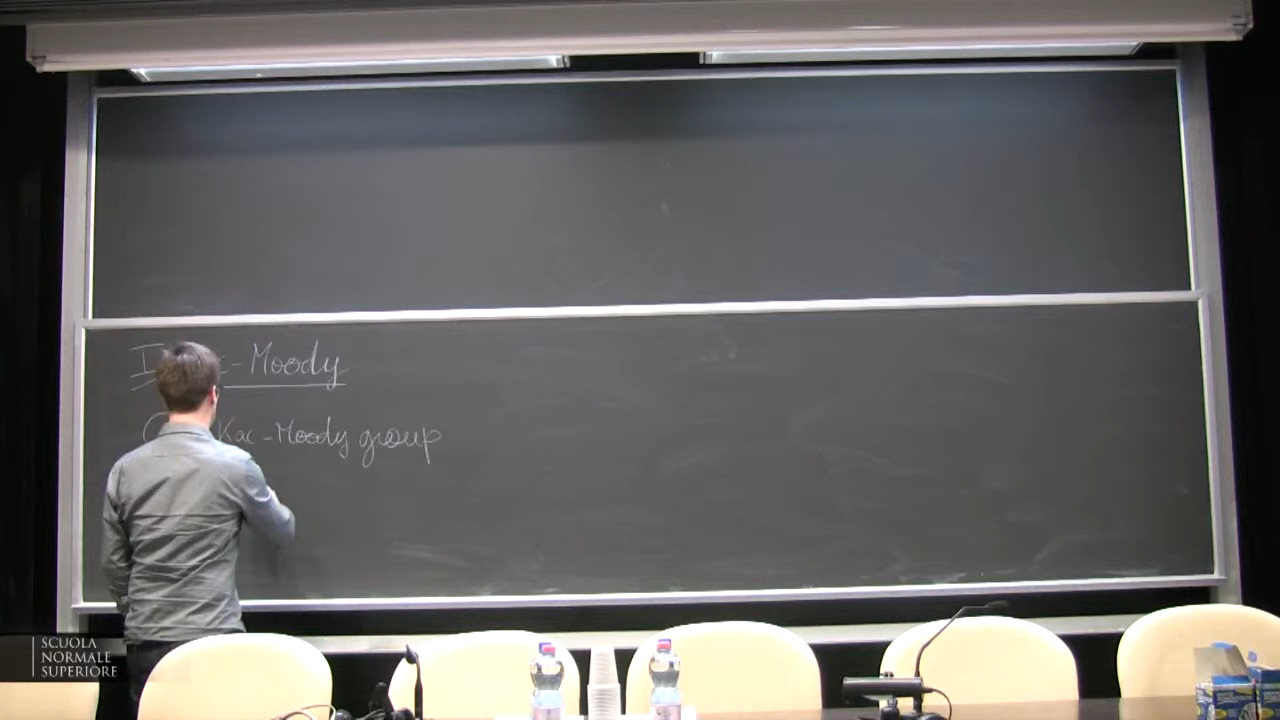 - Moody
Kac - Moody group
SCUOLA
NORMALE
SUPERIORE